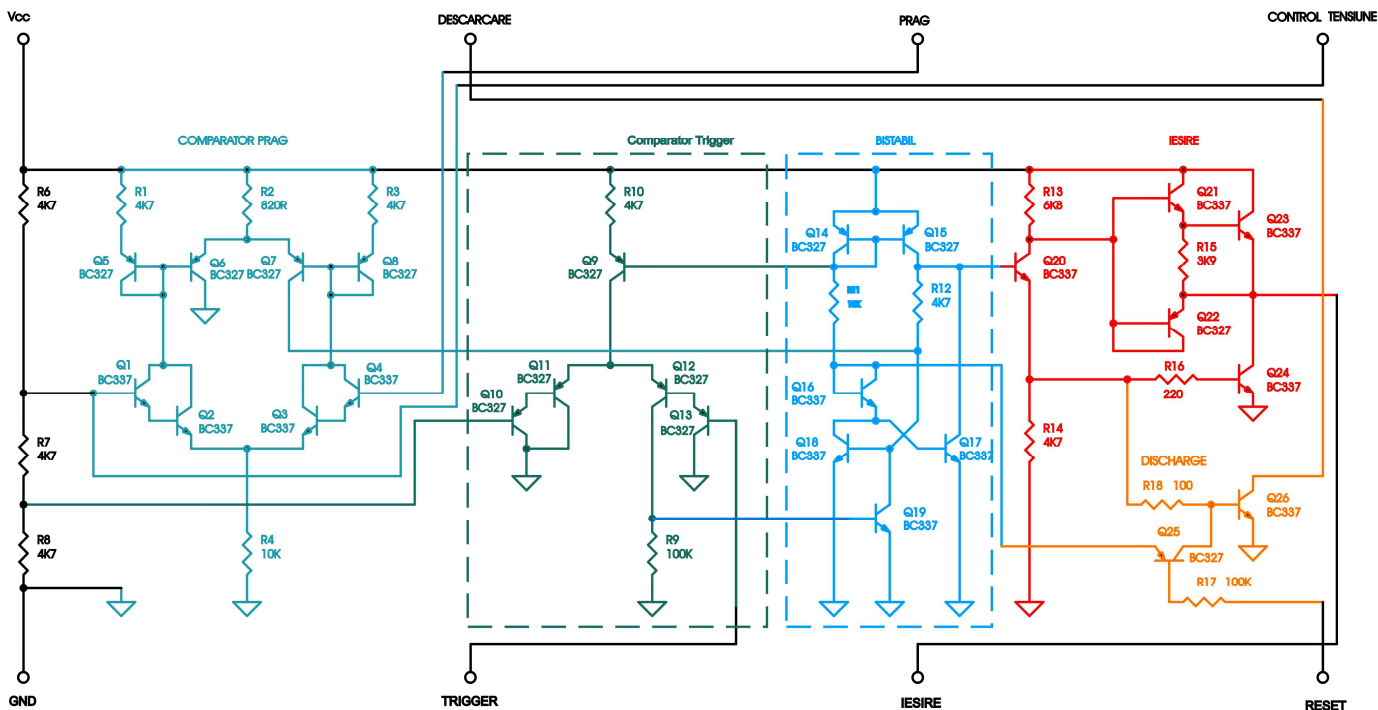 Vcc
DESCARCARE
PRAG
CONTROL TENSIUNE
COMPARATOR PRAG
Comparator Trigger
BISTABIL
IESIRE
R6
4K7
R1
4K7
R2
820R
R3
4K7
R10
4K7
R13
6K8
Q21
BC337
Q23
BC337
Q5
BC327
Q6
BC327
Q7
BC327
Q8
BC327
Q9
BC327
Q14
BC327
Q15
BC327
Q20
BC337
R15
3K9
R12
4K7
Q22
BC327
Q1
BC337
Q4
BC337
Q11
BC327
Q12
BC327
Q16
BC337
R16
220
Q24
BC337
Q2
BC337
Q3
BC337
Q10
BC327
Q13
BC327
Q18
BC337
Q17
BC337
R14
4K7
R7
4K7
DISCHARGE
R18 100
Q26
BC337
Q19
BC337
R8
4K7
R4
10K
R9
100K
Q25
BC327
R17 100K
GND
TRIGGER
IESIRE
RESET